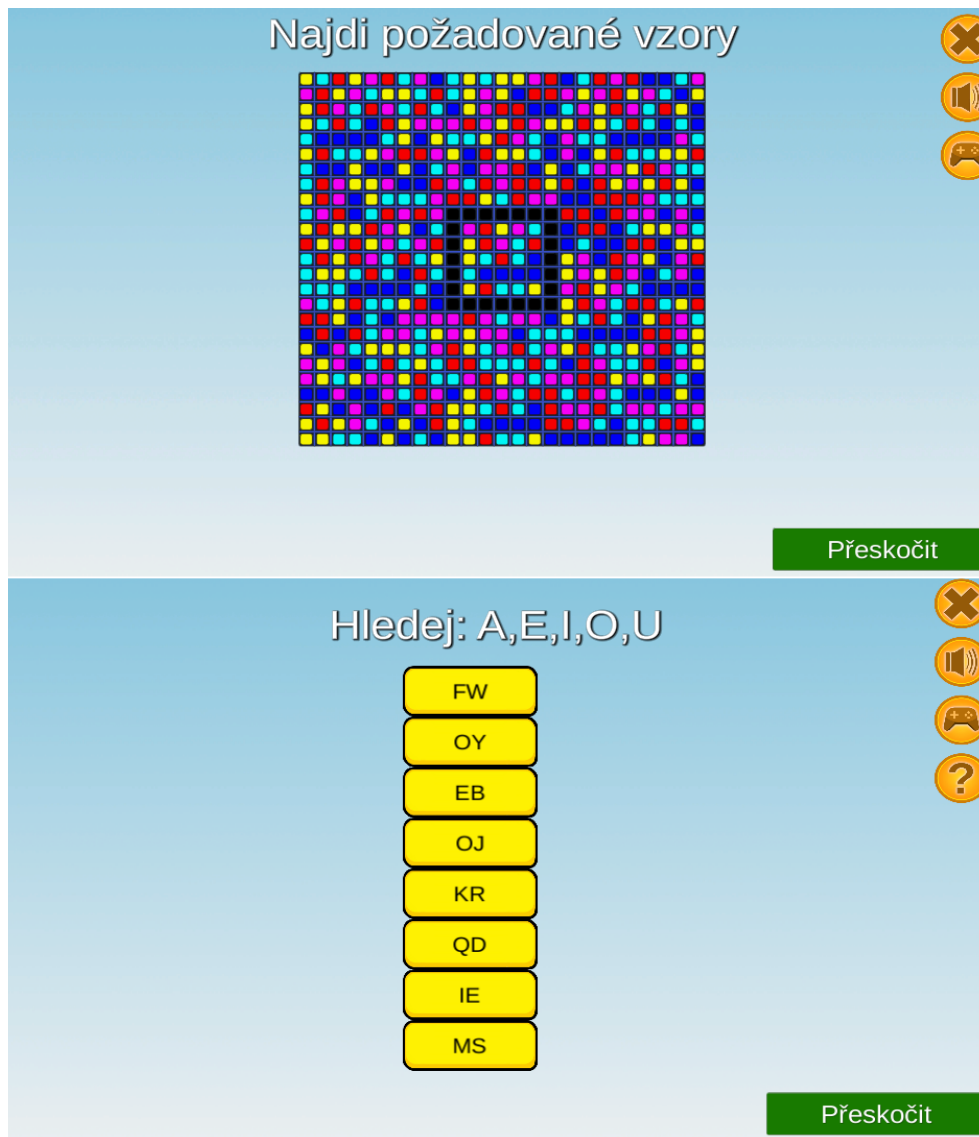 Najdi požadované vzory
Přeskočit
Hledej: A,E,I,O,U
FW
OY
EB
OJ
KR
QD
IE
MS
Přeskočit